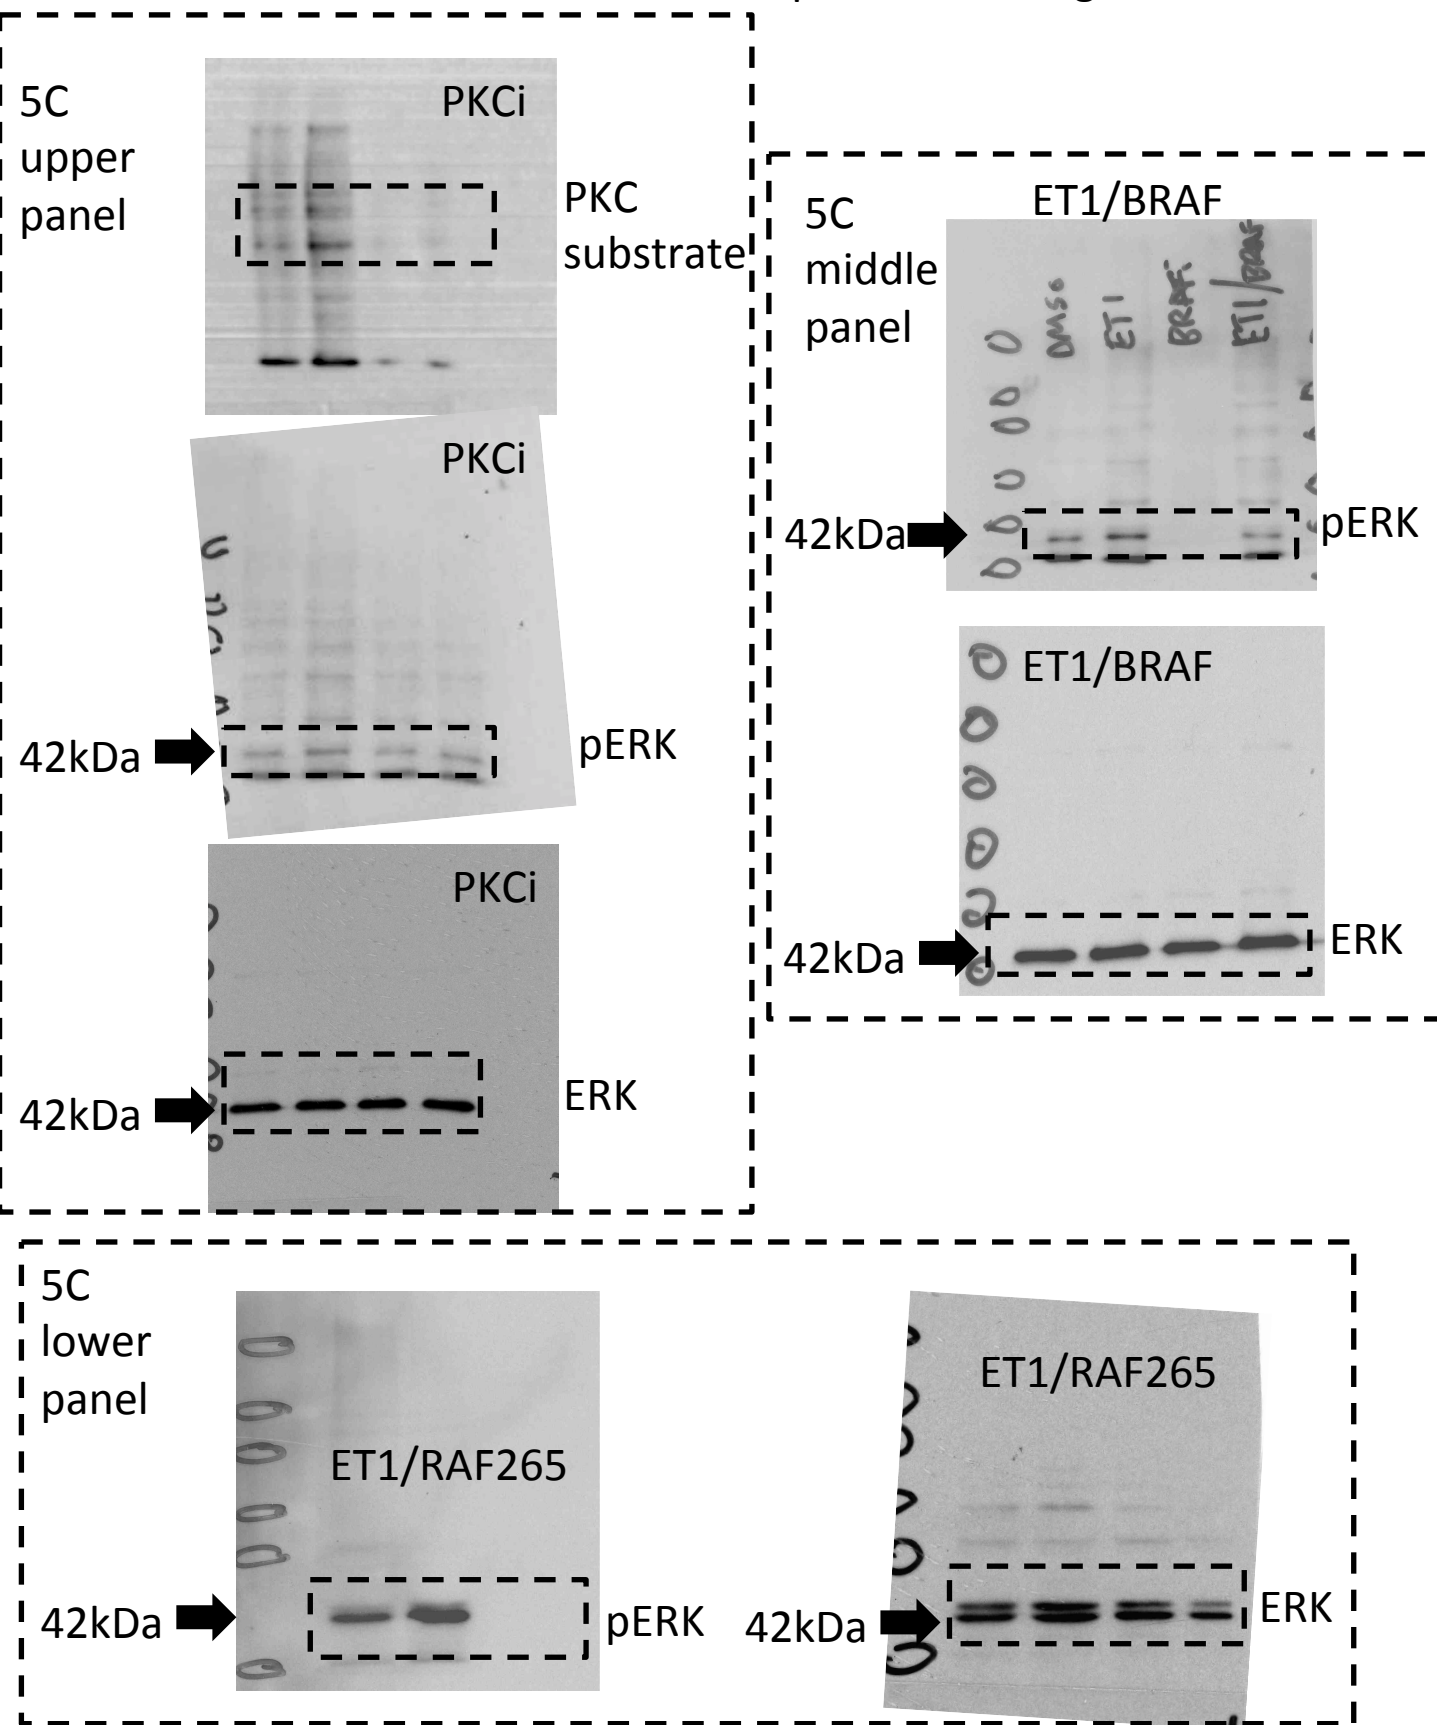 5C
upper
panel
PKCi
PKC
substrate
PKCi
42kDa
pERK
PKCi
42kDa
ERK
5C
middle
panel
ET1/BRAF
DMSO
ET1
BRAFi
ET1/BRAF
42kDa
pERK
ET1/BRAF
42kDa
ERK
5C
lower
panel
ET1/RAF265
42kDa
pERK
ET1/RAF265
42kDa
ERK